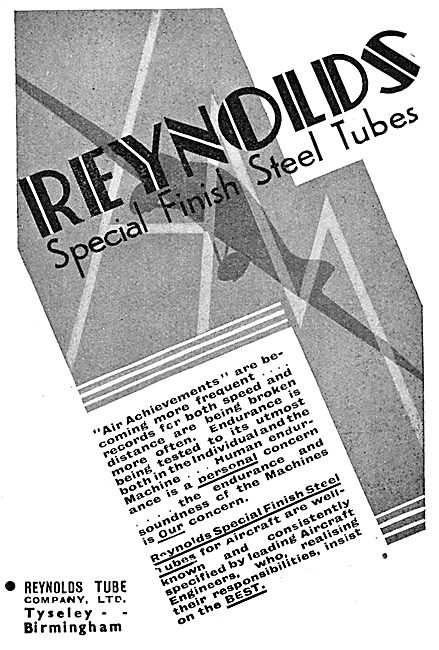 REYNOLDS
Special Finish Steel Tubes
"Air Achievements" are be-
coming more frequent . . . .
records for both speed and
distance are being broken
more often. Endurance is
being tested to its utmost
both in the Individual and the
Machine . . . Human endur-
ance is a personal concern
. . . . the endurance and
soundness of the Machines
is Our concern.
Reynolds Special Finish Steel
Tubes for Aircraft are well-
known and consistently
specified by leading Aircraft
Engineers, who, realising
their responsibilities, insist
on the BEST.
● REYNOLDS TUBE
COMPANY, LTD.
Tyseley - -
Birmingham